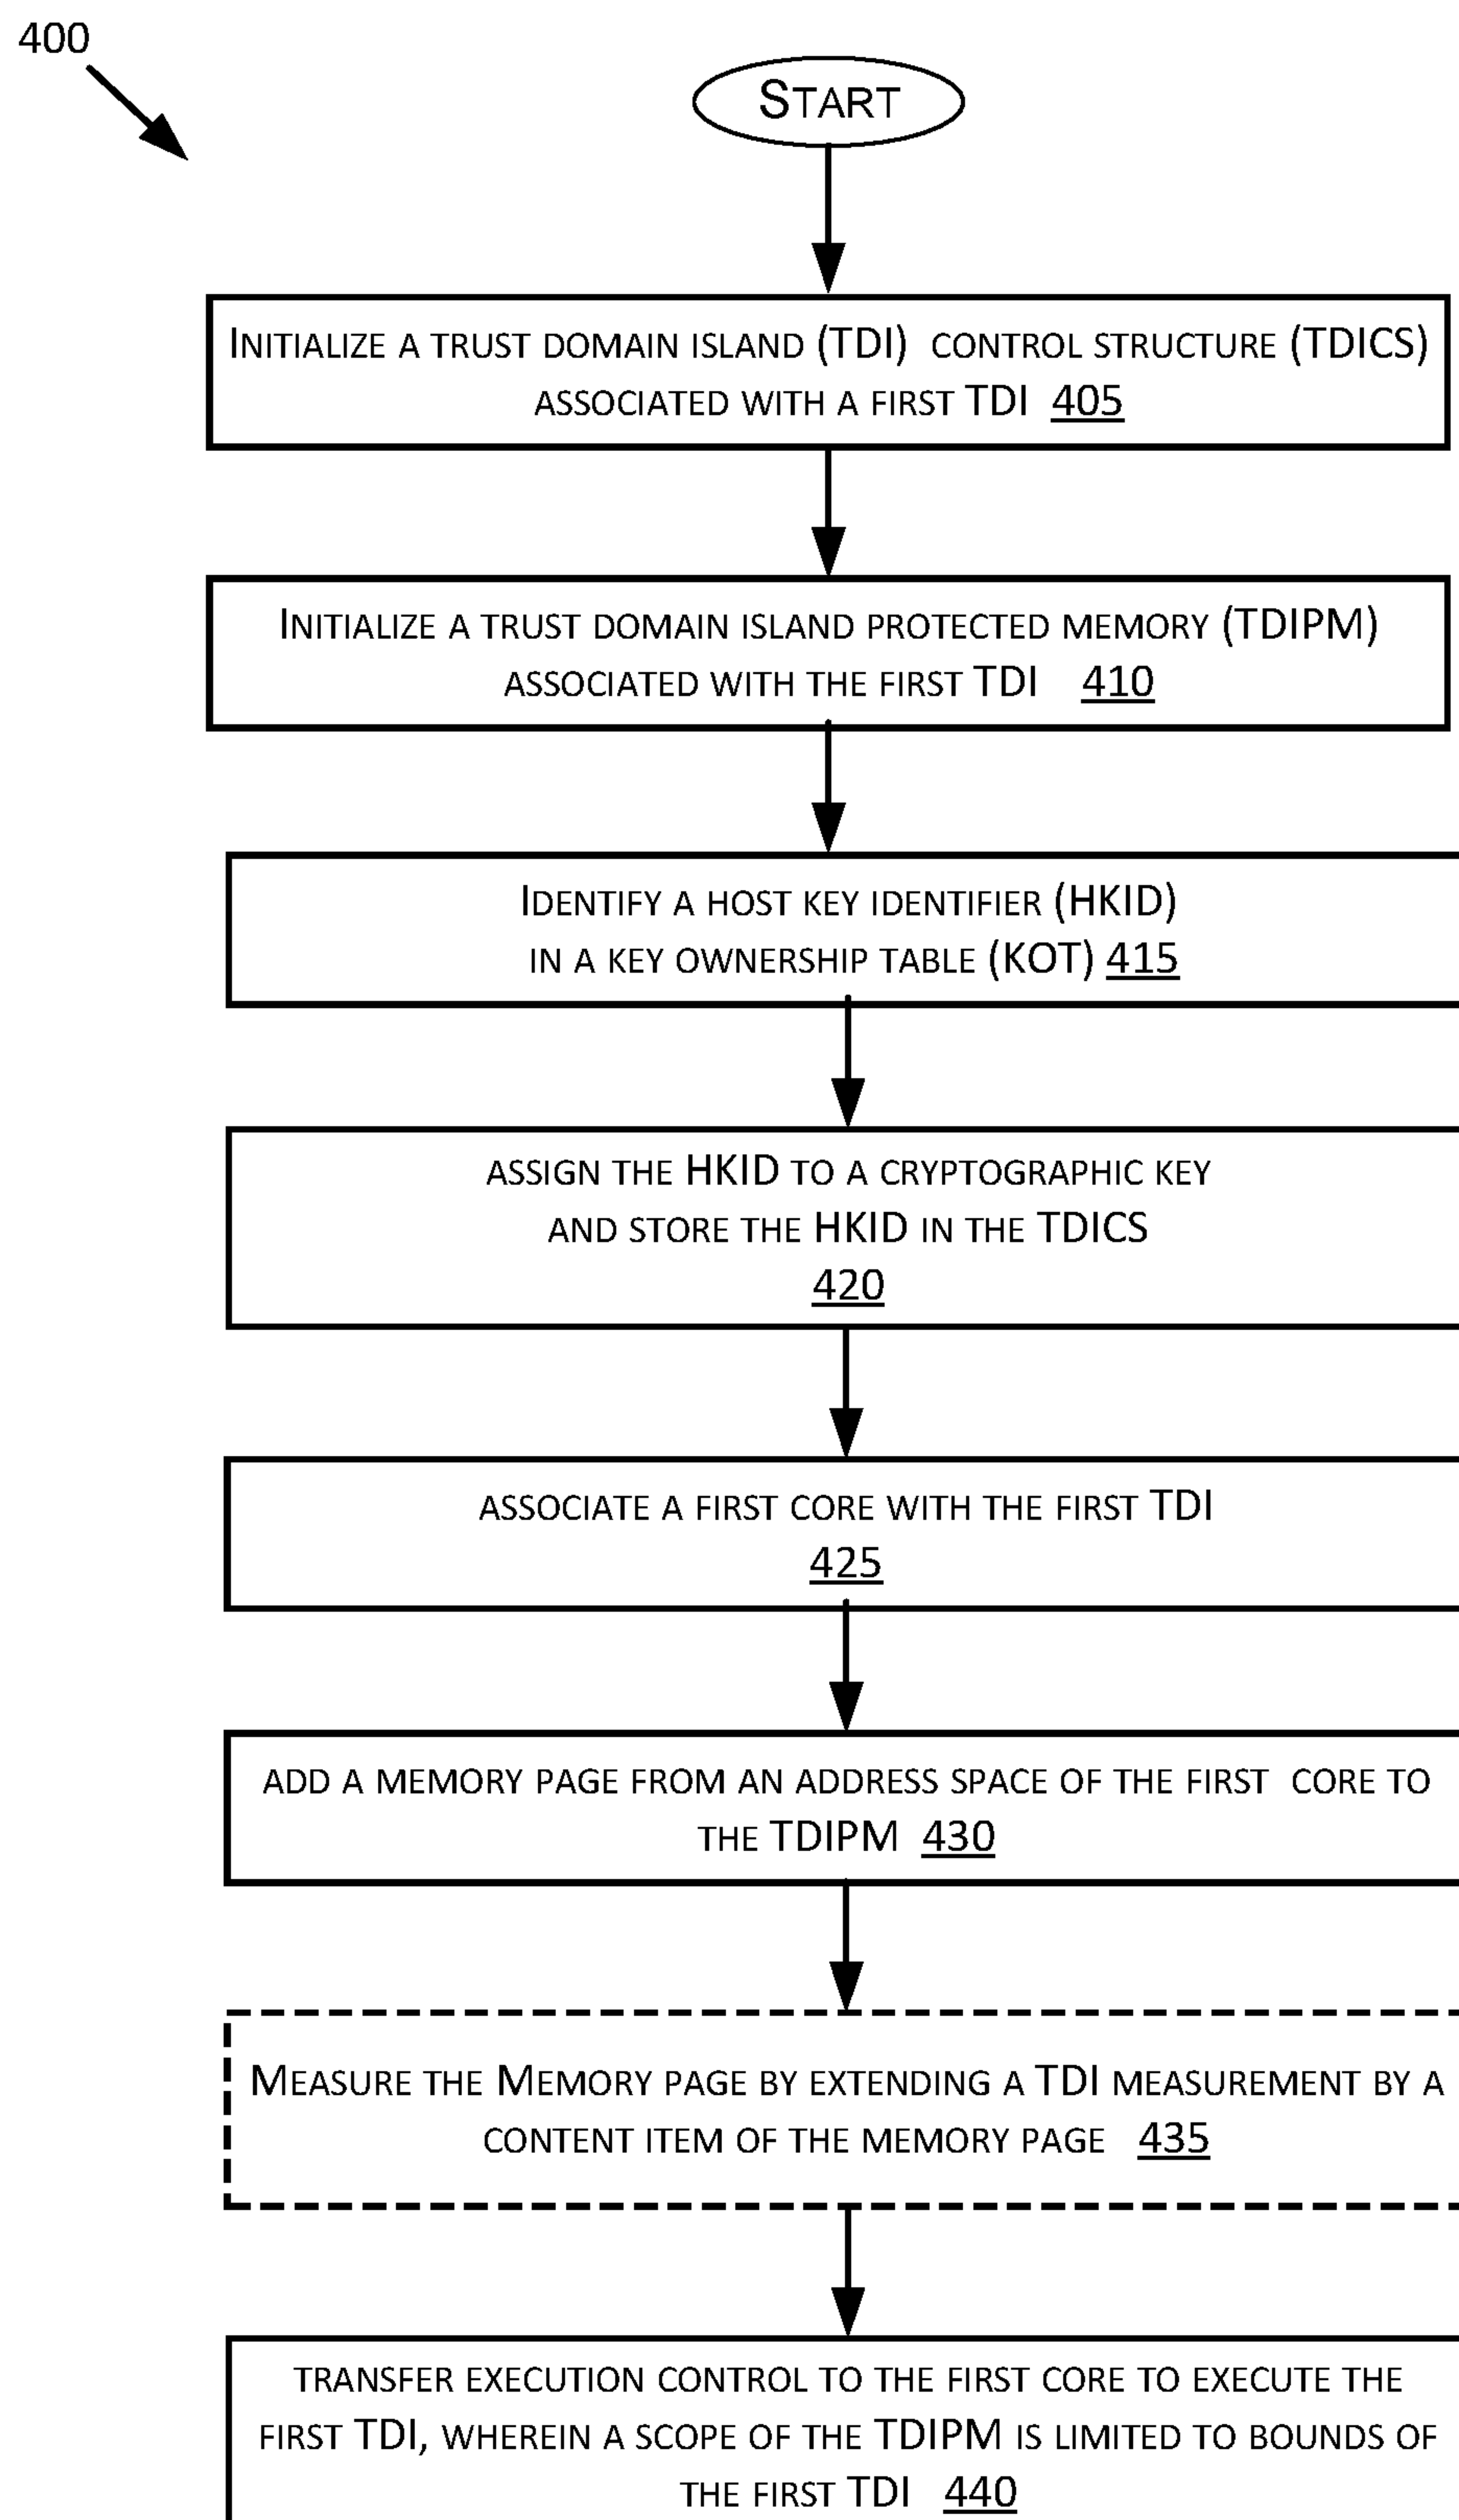 400
START
INITIALIZE A TRUST DOMAIN ISLAND (TDI) CONTROL STRUCTURE (TDICS)
ASSOCIATED WITH A FIRST TDI 405
INITIALIZE A TRUST DOMAIN ISLAND PROTECTED MEMORY (TDIPM)
ASSOCIATED WITH THE FIRST TDI 410
IDENTIFY A HOST KEY IDENTIFIER (HKID)
IN A KEY OWNERSHIP TABLE (KOT) 415
ASSIGN THE HKID TO A CRYPTOGRAPHIC KEY
AND STORE THE HKID IN THE TDICS
420
ASSOCIATE A FIRST CORE WITH THE FIRST TDI
425
ADD A MEMORY PAGE FROM AN ADDRESS SPACE OF THE FIRST CORE TO
THE TDIPM 430
MEASURE THE MEMORY PAGE BY EXTENDING A TDI MEASUREMENT BY A
CONTENT ITEM OF THE MEMORY PAGE 435
TRANSFER EXECUTION CONTROL TO THE FIRST CORE TO EXECUTE THE
FIRST TDI, WHEREIN A SCOPE OF THE TDIPM IS LIMITED TO BOUNDS OF
THE FIRST TDI 440